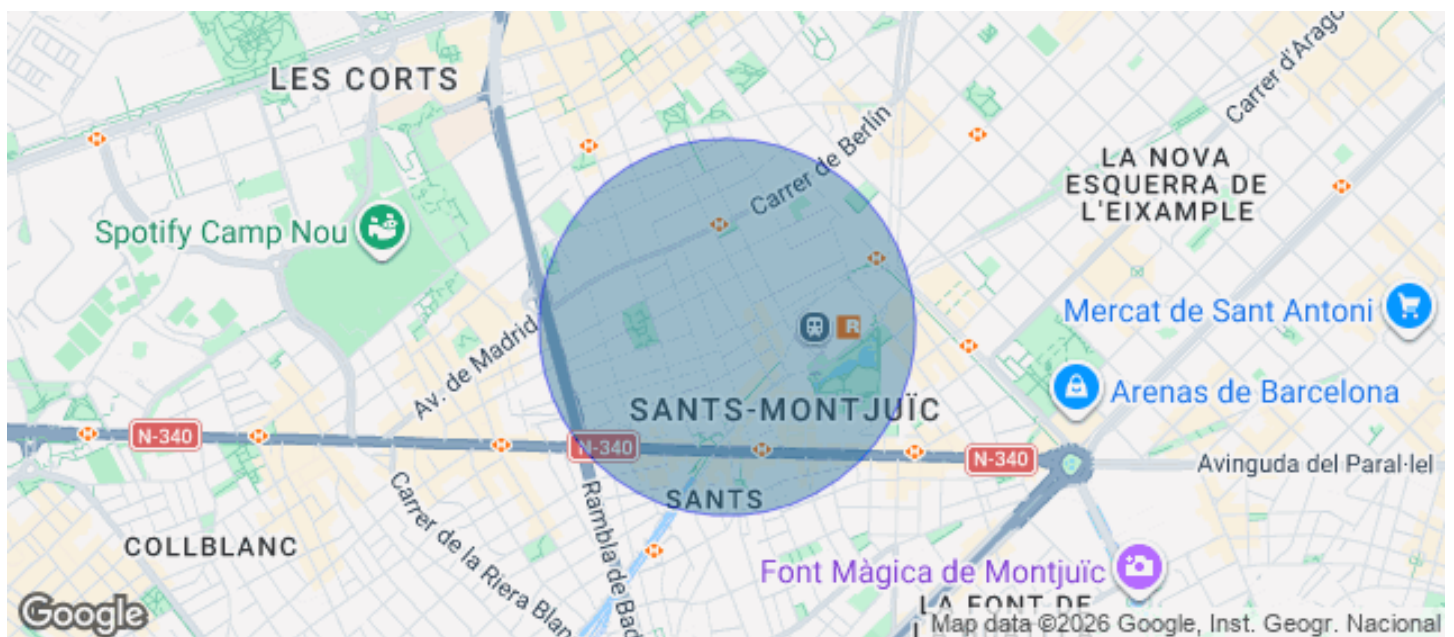 LES CORTS
Carrer d'Arago
Carrer de Berlín
LA NOVA
ESQUERRA DE
L'EIXAMPLE
Spotify Camp Nou
Mercat de Sant Antoni
R
Av. de Madrid
Arenas de Barcelona
SANTS-MONTJUÏC
N-340
N-340
N-340
Avinguda del Paral·lel
SANTS
Carrer de la Riera Blan
Rambla de Bad
COLLBLANC
Font Màgica de Montjuïc
LA FONT DE
Google
Map data ©2026 Google, Inst. Geogr. Nacional